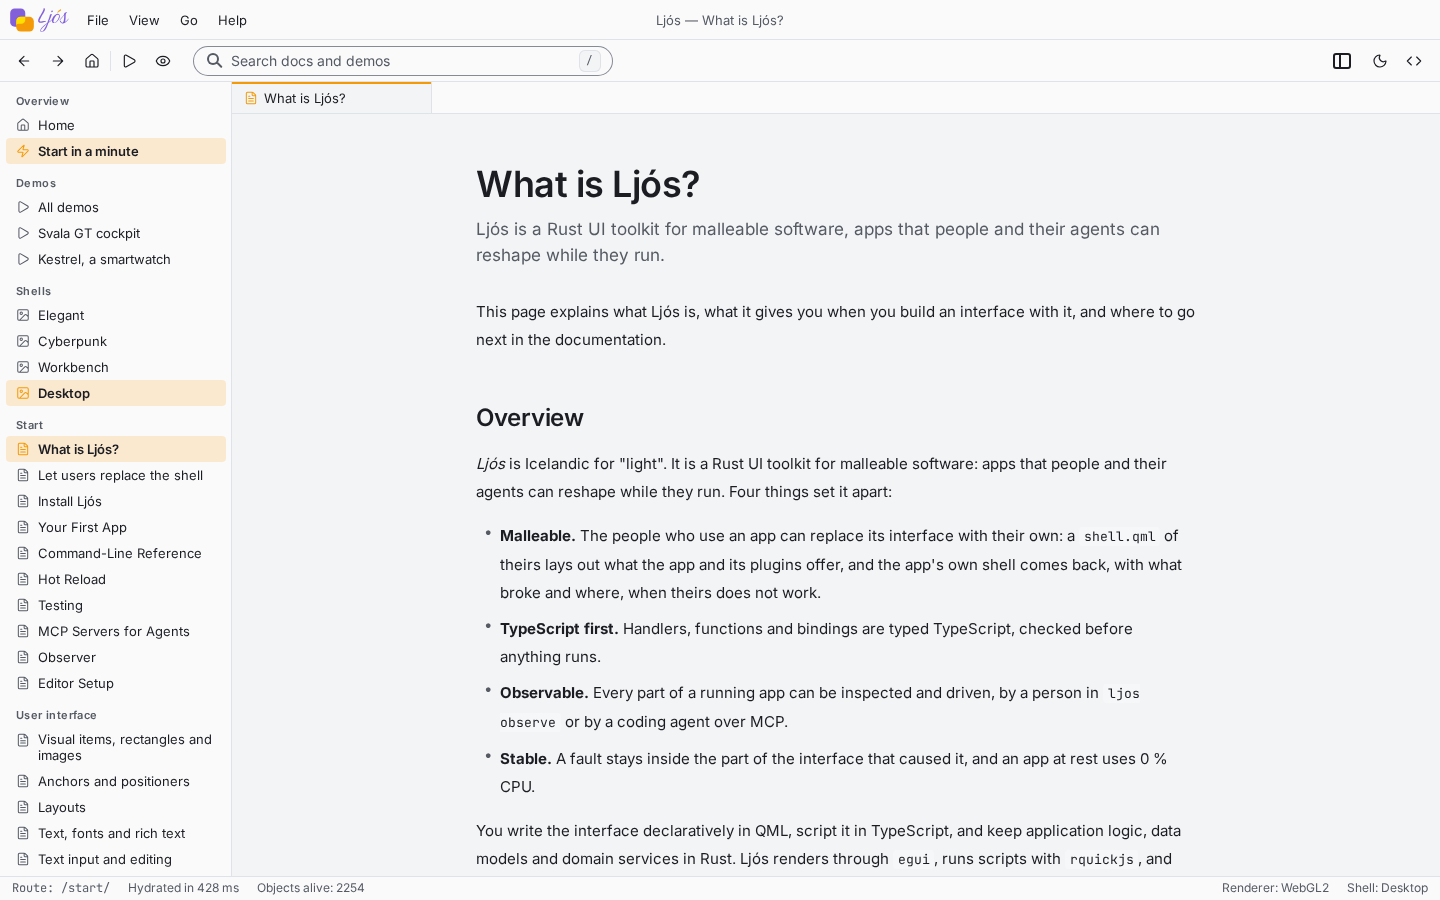 Ljós File View Go Help Ljós — What is Ljós?
Search docs and demos /
Overview
Home
Start in a minute
Demos
All demos
Svala GT cockpit
Kestrel, a smartwatch
Shells
Elegant
Cyberpunk
Workbench
Desktop
Start
What is Ljós?
Let users replace the shell
Install Ljós
Your First App
Command-Line Reference
Hot Reload
Testing
MCP Servers for Agents
Observer
Editor Setup
User interface
Visual items, rectangles and
images
Anchors and positioners
Layouts
Text, fonts and rich text
Text input and editing
What is Ljós?
What is Ljós?
Ljós is a Rust UI toolkit for malleable software, apps that people and their agents can
reshape while they run.
This page explains what Ljós is, what it gives you when you build an interface with it, and where to go
next in the documentation.
Overview
Ljós is Icelandic for "light". It is a Rust UI toolkit for malleable software: apps that people and their
agents can reshape while they run. Four things set it apart:
• Malleable. The people who use an app can replace its interface with their own: a shell.qml of
theirs lays out what the app and its plugins offer, and the app's own shell comes back, with what
broke and where, when theirs does not work.
• TypeScript first. Handlers, functions and bindings are typed TypeScript, checked before
anything runs.
• Observable. Every part of a running app can be inspected and driven, by a person in ljos
observe or by a coding agent over MCP.
• Stable. A fault stays inside the part of the interface that caused it, and an app at rest uses 0 %
CPU.
You write the interface declaratively in QML, script it in TypeScript, and keep application logic, data
models and domain services in Rust. Ljós renders through egui, runs scripts with rquickjs, and
Route: /start/ Hydrated in 428 ms Objects alive: 2254 Renderer: WebGL2 Shell: Desktop